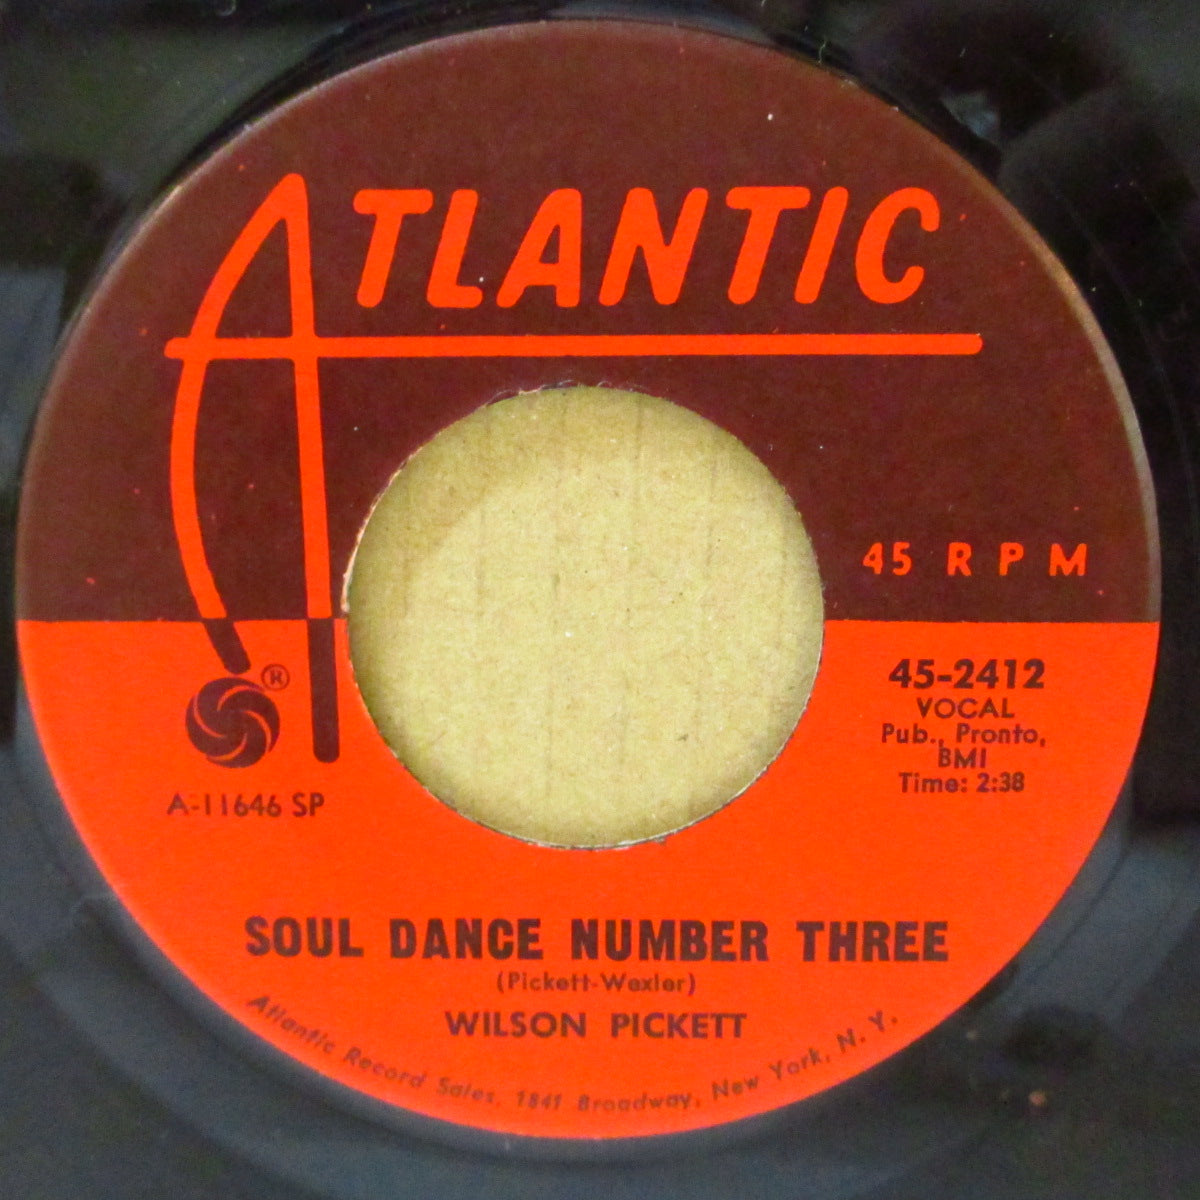 ATLANTIC
45 RPM
®
45-2412
VOCAL
Pub., Pronto,
BMI
Time: 2:38
A-11646 SP
SOUL DANCE NUMBER THREE
(Pickett-Wexler)
WILSON PICKETT
Atlantic Record Sales, 1841 Broadway, New York, N. Y.